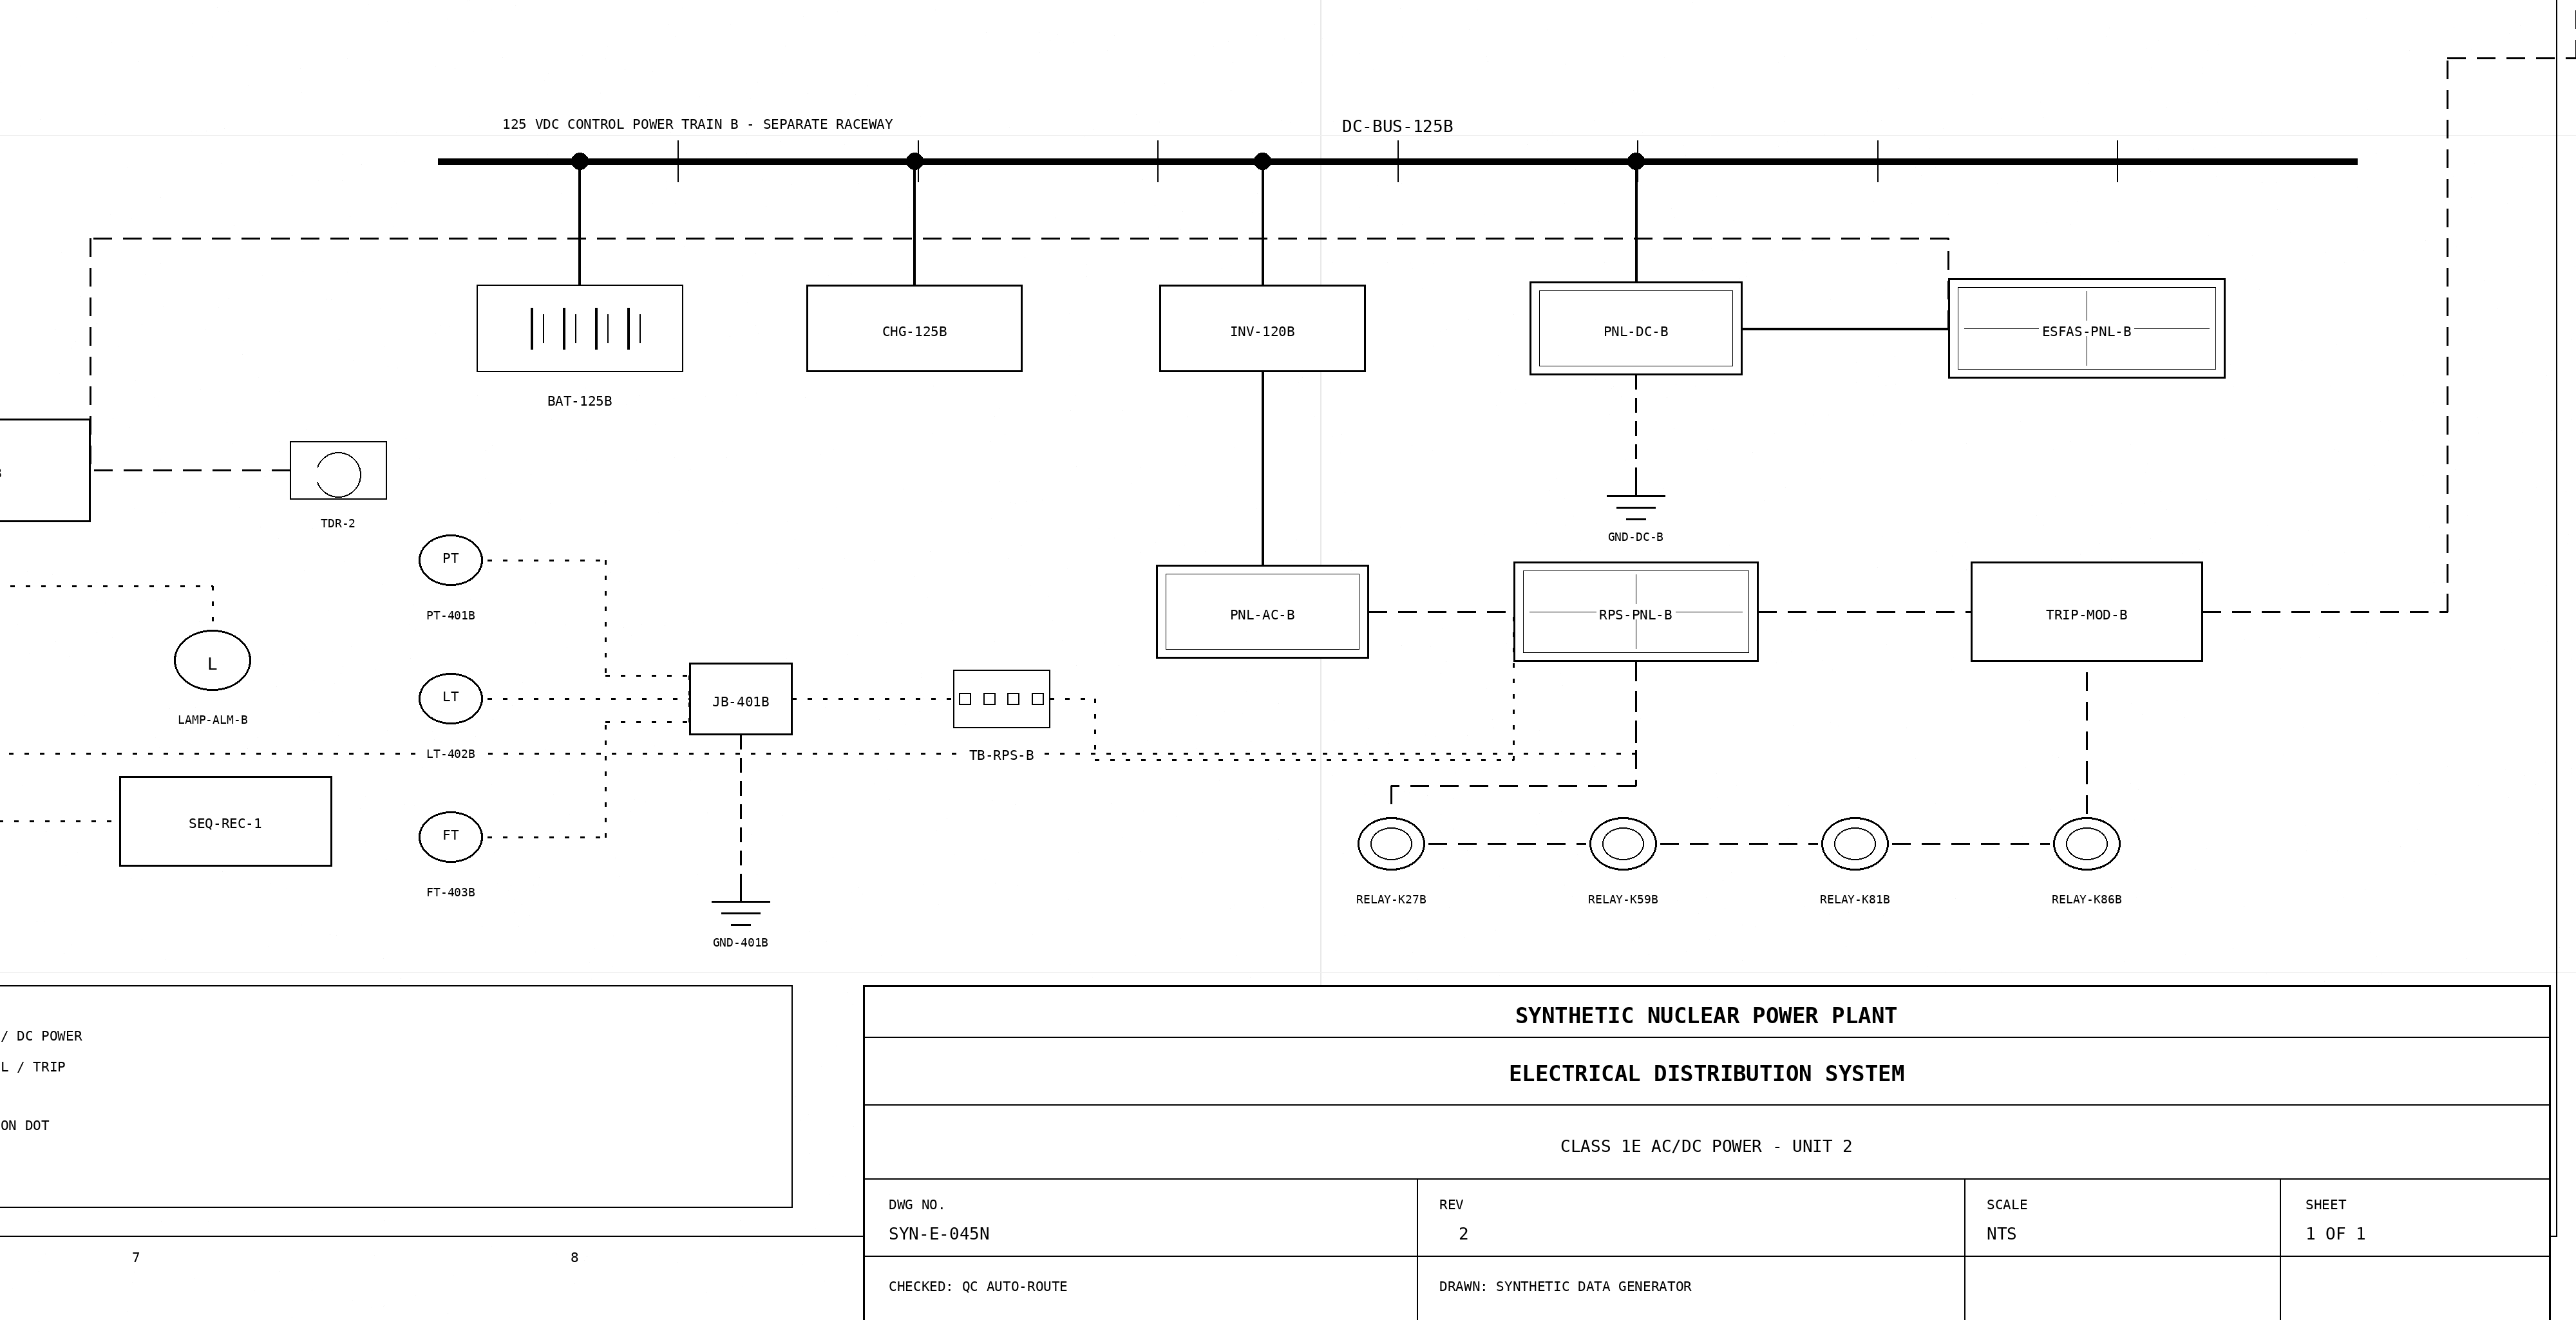 125 VDC CONTROL POWER TRAIN B - SEPARATE RACEWAY
DC-BUS-125B
CHG-125B
INV-120B
PNL-DC-B
ESFAS-PNL-B
BAT-125B
TDR-2
GND-DC-B
PT
PT-401B
PNL-AC-B
RPS-PNL-B
TRIP-MOD-B
L
LAMP-ALM-B
LT
LT-402B
JB-401B
TB-RPS-B
SEQ-REC-1
FT
FT-403B
RELAY-K27B
RELAY-K59B
RELAY-K81B
RELAY-K86B
GND-401B
/ DC POWER
L / TRIP
ON DOT
7
8
SYNTHETIC NUCLEAR POWER PLANT
ELECTRICAL DISTRIBUTION SYSTEM
CLASS 1E AC/DC POWER - UNIT 2
DWG NO.
SYN-E-045N
REV
2
SCALE
NTS
SHEET
1 OF 1
CHECKED: QC AUTO-ROUTE
DRAWN: SYNTHETIC DATA GENERATOR